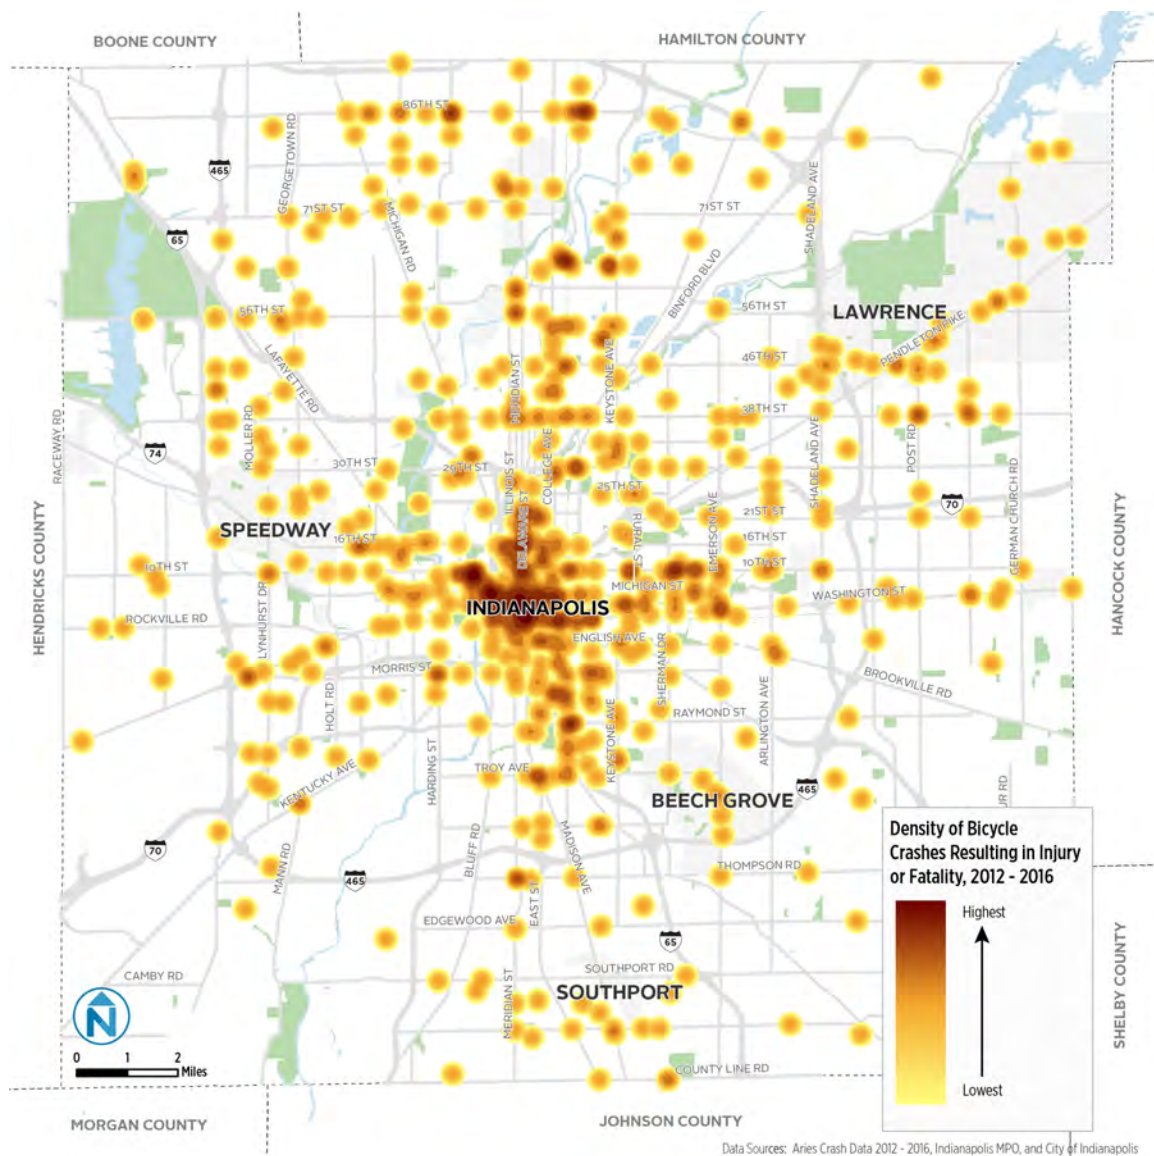 BOONE COUNTY
HAMILTON COUNTY
86TH ST
465
GEORGETOWN RD
71ST ST
MICHIGAN RD
71ST ST
SHADELAND AVE
65
BINFORD BLVD
56TH ST
56TH ST
LAWRENCE
PENDLETON PIKE
LAFAYETTE RD
46TH ST
MERIDIAN ST
KEYSTONE AVE
38TH ST
RACEWAY RD
MOLLER RD
74
30TH ST
29TH ST
ILLINOIS ST
COLLEGE AVE
25TH ST
SHADELAND AVE
POST RD
GERMAN CHURCH RD
70
SPEEDWAY
16TH ST
DELAWARE ST
RURAL ST
EMERSON AVE
21ST ST
16TH ST
10TH ST
10TH ST
HENDRICKS COUNTY
HANCOCK COUNTY
LYNHURST DR
MICHIGAN ST
WASHINGTON ST
INDIANAPOLIS
ROCKVILLE RD
ENGLISH AVE
SHERMAN DR
MORRIS ST
BROOKVILLE RD
HOLT RD
KEYSTONE AVE
RAYMOND ST
ARLINGTON AVE
HARDING ST
TROY AVE
KENTUCKY AVE
BEECH GROVE
465
JR RD
70
MANN RD
465
BLUFF RD
MADISON AVE
THOMPSON RD
EAST ST
EDGEWOOD AVE
65
CAMBY RD
SOUTHPORT RD
SOUTHPORT
MERIDIAN ST
SHELBY COUNTY
N
0 1 2
Miles
COUNTY LINE RD
MORGAN COUNTY
JOHNSON COUNTY
Density of Bicycle
Crashes Resulting in Injury
or Fatality, 2012 - 2016
Highest
Lowest
Data Sources: Aries Crash Data 2012 - 2016, Indianapolis MPO, and City of Indianapolis